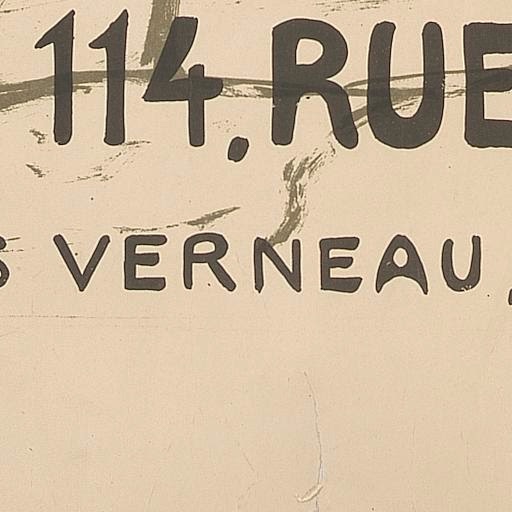 114, RUE
S VERNEAU,